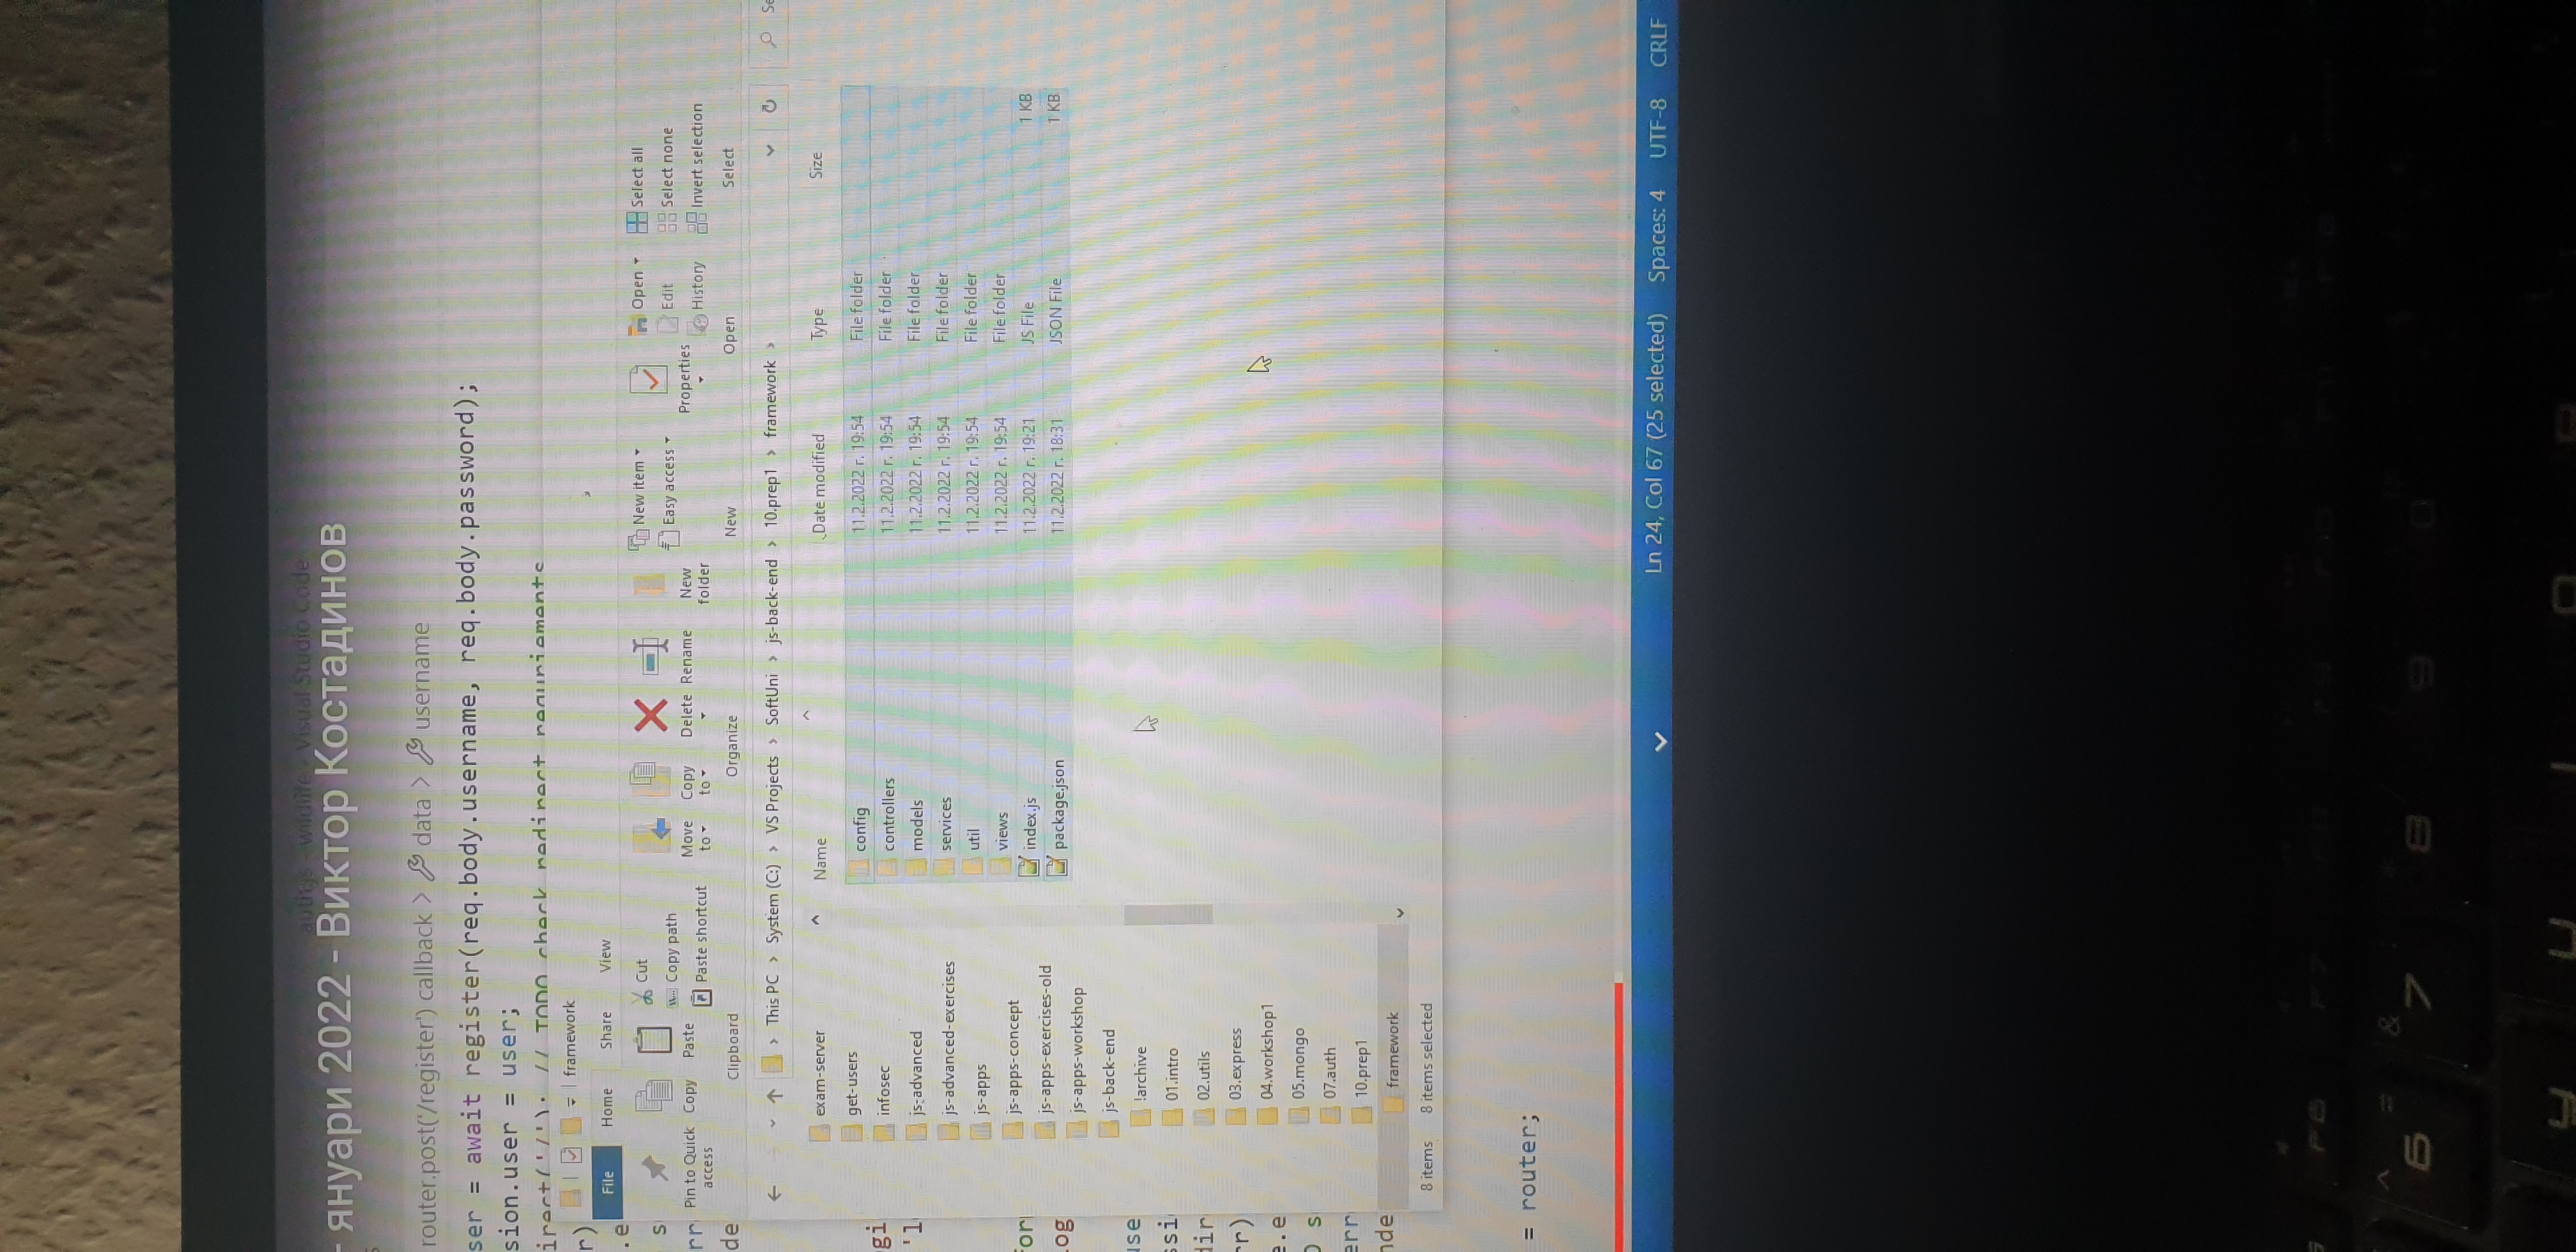 auth.js - wildlife - Visual Studio Code
- януари 2022 - Виктор Костадинов
router.post('/register') callback > data > username
ser = await register(req.body.username, req.body.password);
sion.user = user;
irect('/'); // TODO check redirect requriements
framework
r)
File Home Share View
.e
Pin to Quick access
Copy
Paste
Cut
Copy path
Paste shortcut
Clipboard
Move to
Copy to
Delete
Rename
Organize
New folder
New item
Easy access
New
Properties
Open
Edit
History
Open
Select all
Select none
Invert selection
Select
s
rr
de
This PC > System (C:) > VS Projects > SoftUni > js-back-end > 10.prep1 > framework >
Se
exam-server
get-users
infosec
js-advanced
js-advanced-exercises
js-apps
js-apps-concept
js-apps-exercises-old
js-apps-workshop
js-back-end
!archive
01.intro
02.utils
03.express
04.workshop1
05.mongo
07.auth
10.prep1
framework
Name Date modified Type Size
config 11.2.2022 г. 19:54 File folder
controllers 11.2.2022 г. 19:54 File folder
models 11.2.2022 г. 19:54 File folder
services 11.2.2022 г. 19:54 File folder
util 11.2.2022 г. 19:54 File folder
views 11.2.2022 г. 19:54 File folder
index.js 11.2.2022 г. 19:21 JS File 1 KB
package.json 11.2.2022 г. 18:31 JSON File 1 KB
gi
'l
for
log
use
ssi
dir
rr)
e.e
O s
err
nde
8 items 8 items selected
= router;
Ln 24, Col 67 (25 selected) Spaces: 4 UTF-8 CRLF
F6 F7
^ = &
6 7 8 9 0